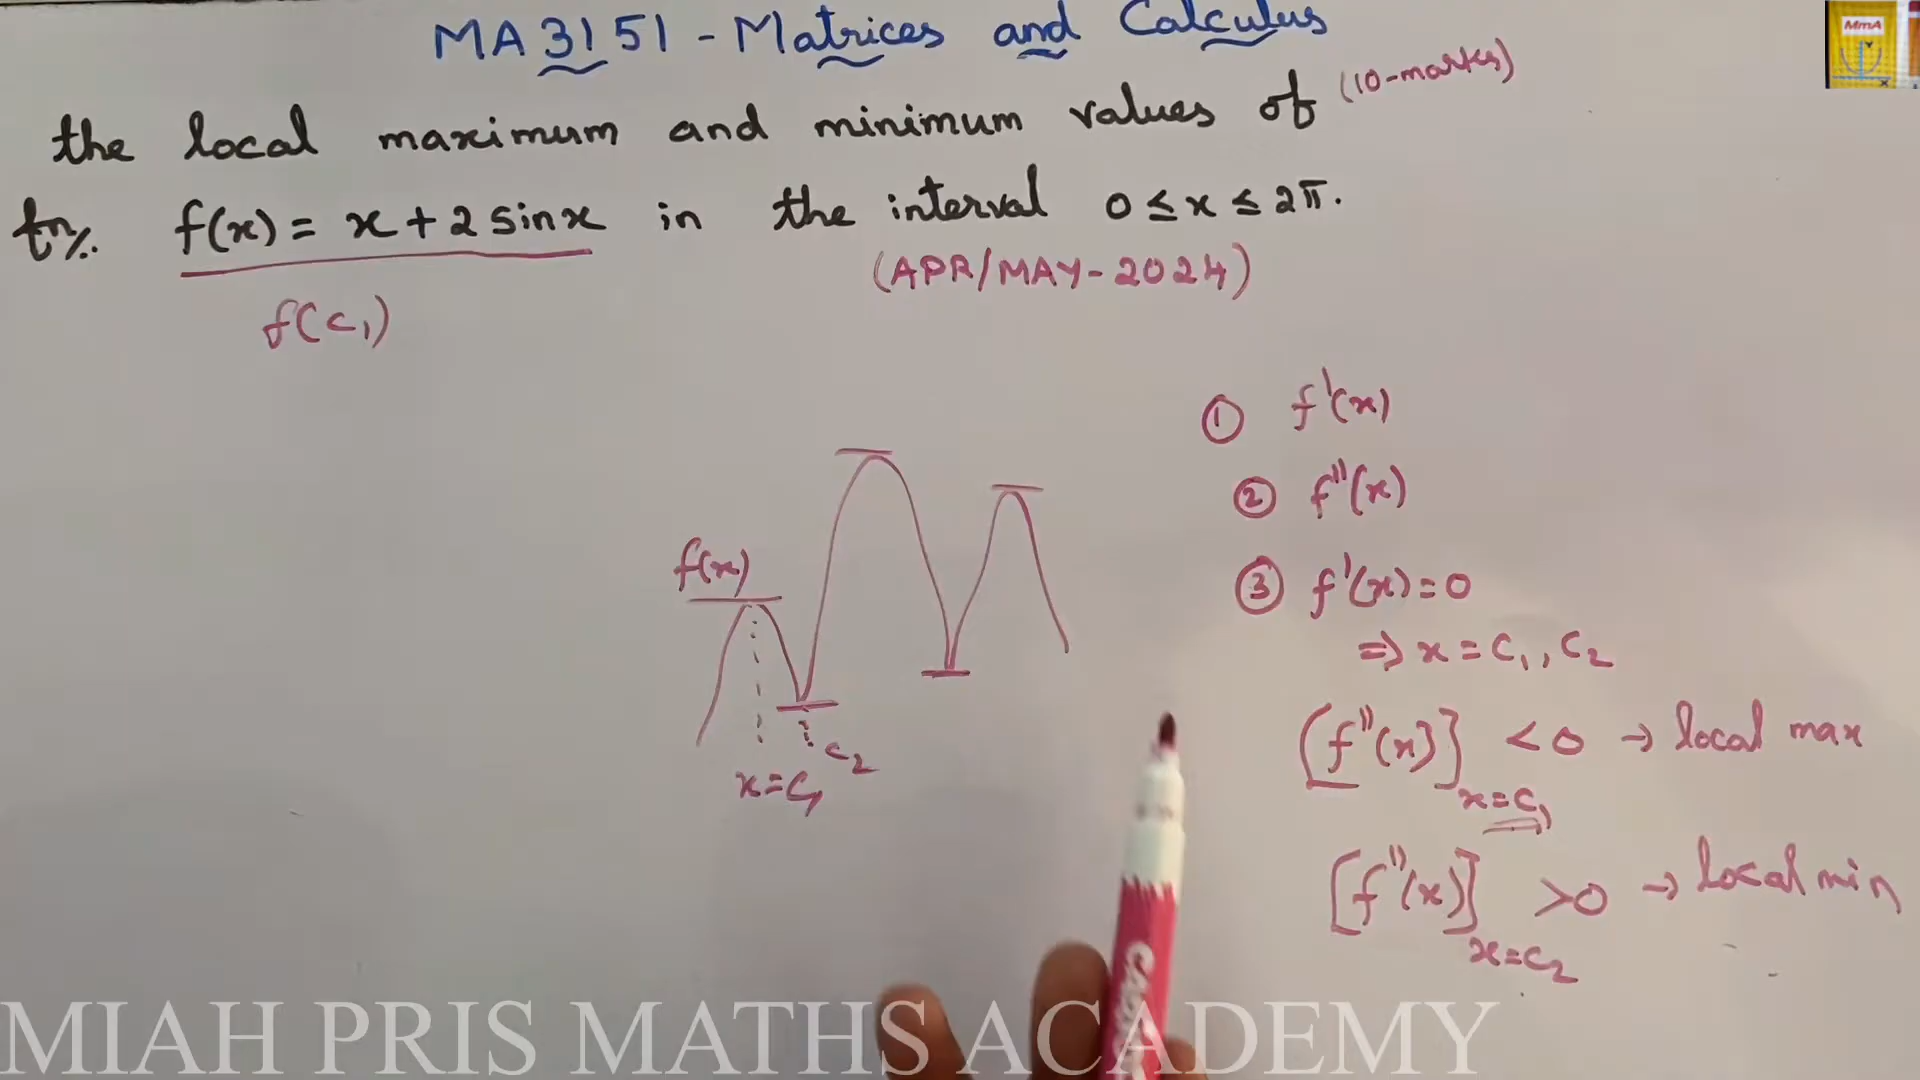 MA3151 - Matrices and Calculus
MmA
(10-marks)
the local maximum and minimum values of
f(x) = x + 2 sinx in the interval 0 ≤ x ≤ 2π.
(APR/MAY-2024)
f(c₁)
① f'(x)
② f''(x)
③ f'(x) = 0
⇒ x = c₁, c₂
[f''(x)]ₓ₌c₁ < 0 → local max
[f''(x)]ₓ₌c₂ > 0 → local min
f(x)
c₂
x = c₁
MIAH PRIS MATHS ACADEMY